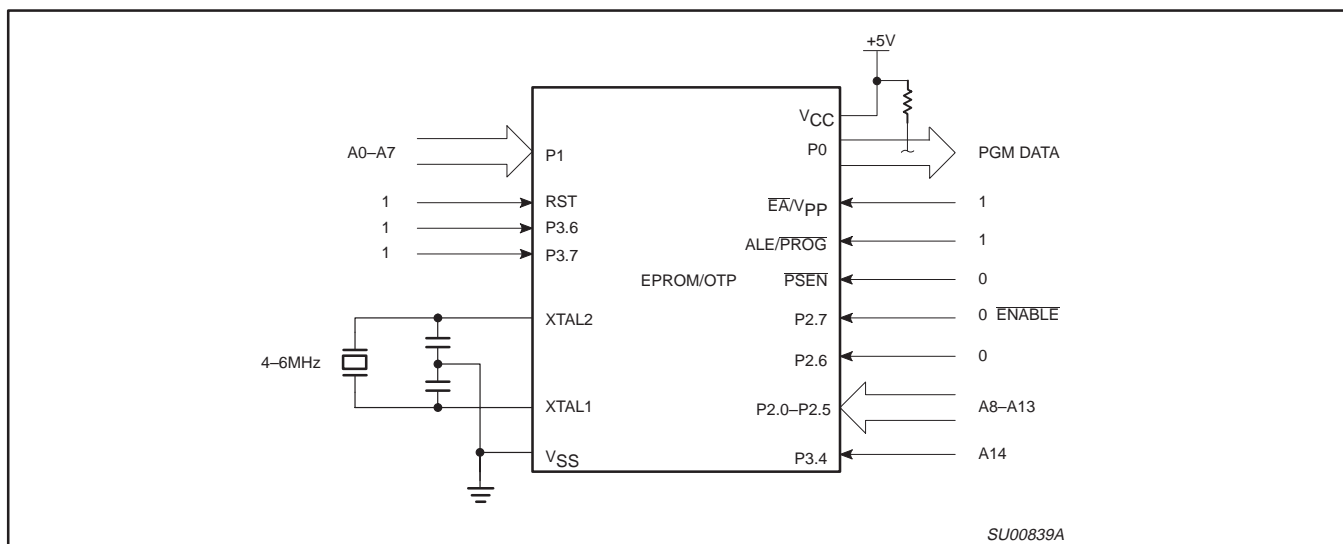 +5V
VCC
A0–A7
P1
P0
PGM DATA
1
RST
EA/VPP
1
1
P3.6
ALE/PROG
1
1
P3.7
EPROM/OTP
PSEN
0
XTAL2
P2.7
0 ENABLE
4–6MHz
P2.6
0
XTAL1
P2.0–P2.5
A8–A13
VSS
P3.4
A14
SU00839A